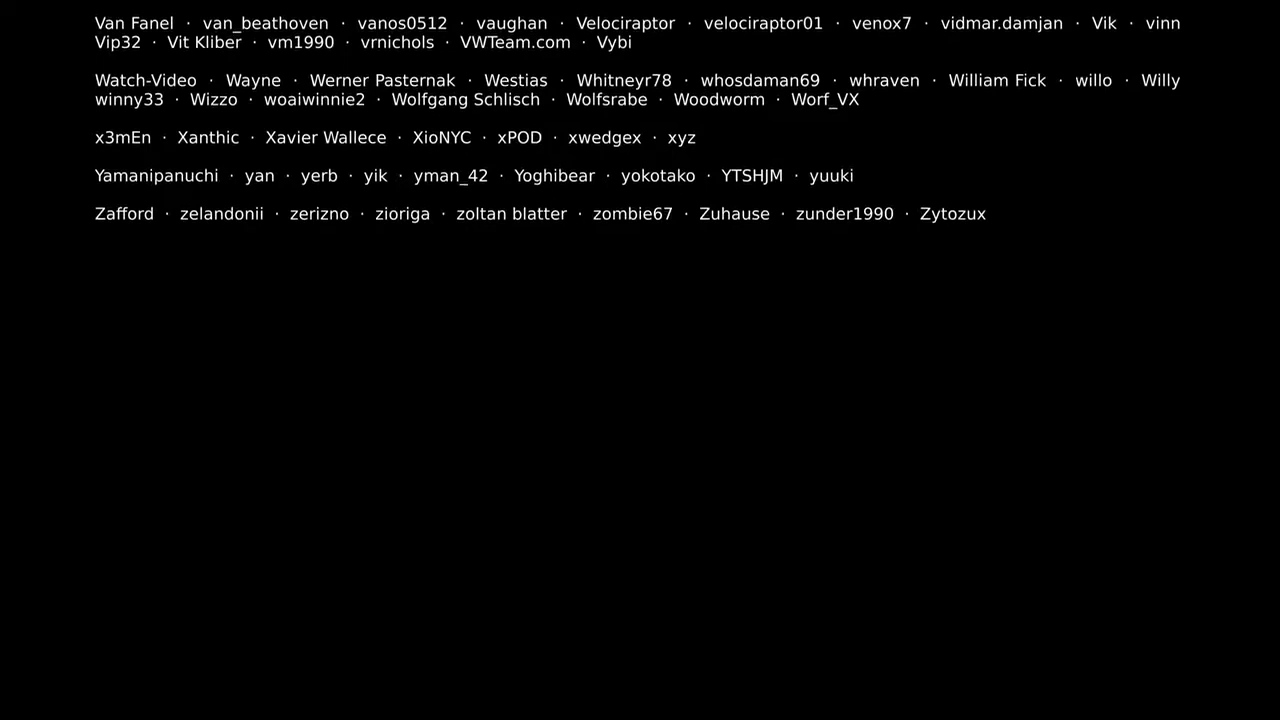 Van Fanel · van_beathoven · vanos0512 · vaughan · Velociraptor · velociraptor01 · venox7 · vidmar.damjan · Vik · vinn
Vip32 · Vit Kliber · vm1990 · vrnichols · VWTeam.com · Vybi
Watch-Video · Wayne · Werner Pasternak · Westias · Whitneyr78 · whosdaman69 · whraven · William Fick · willo · Willy
winny33 · Wizzo · woaiwinnie2 · Wolfgang Schlisch · Wolfsrabe · Woodworm · Worf_VX
x3mEn · Xanthic · Xavier Wallece · XioNYC · xPOD · xwedgex · xyz
Yamanipanuchi · yan · yerb · yik · yman_42 · Yoghibear · yokotako · YTSHJM · yuuki
Zafford · zelandonii · zerizno · zioriga · zoltan blatter · zombie67 · Zuhause · zunder1990 · Zytozux